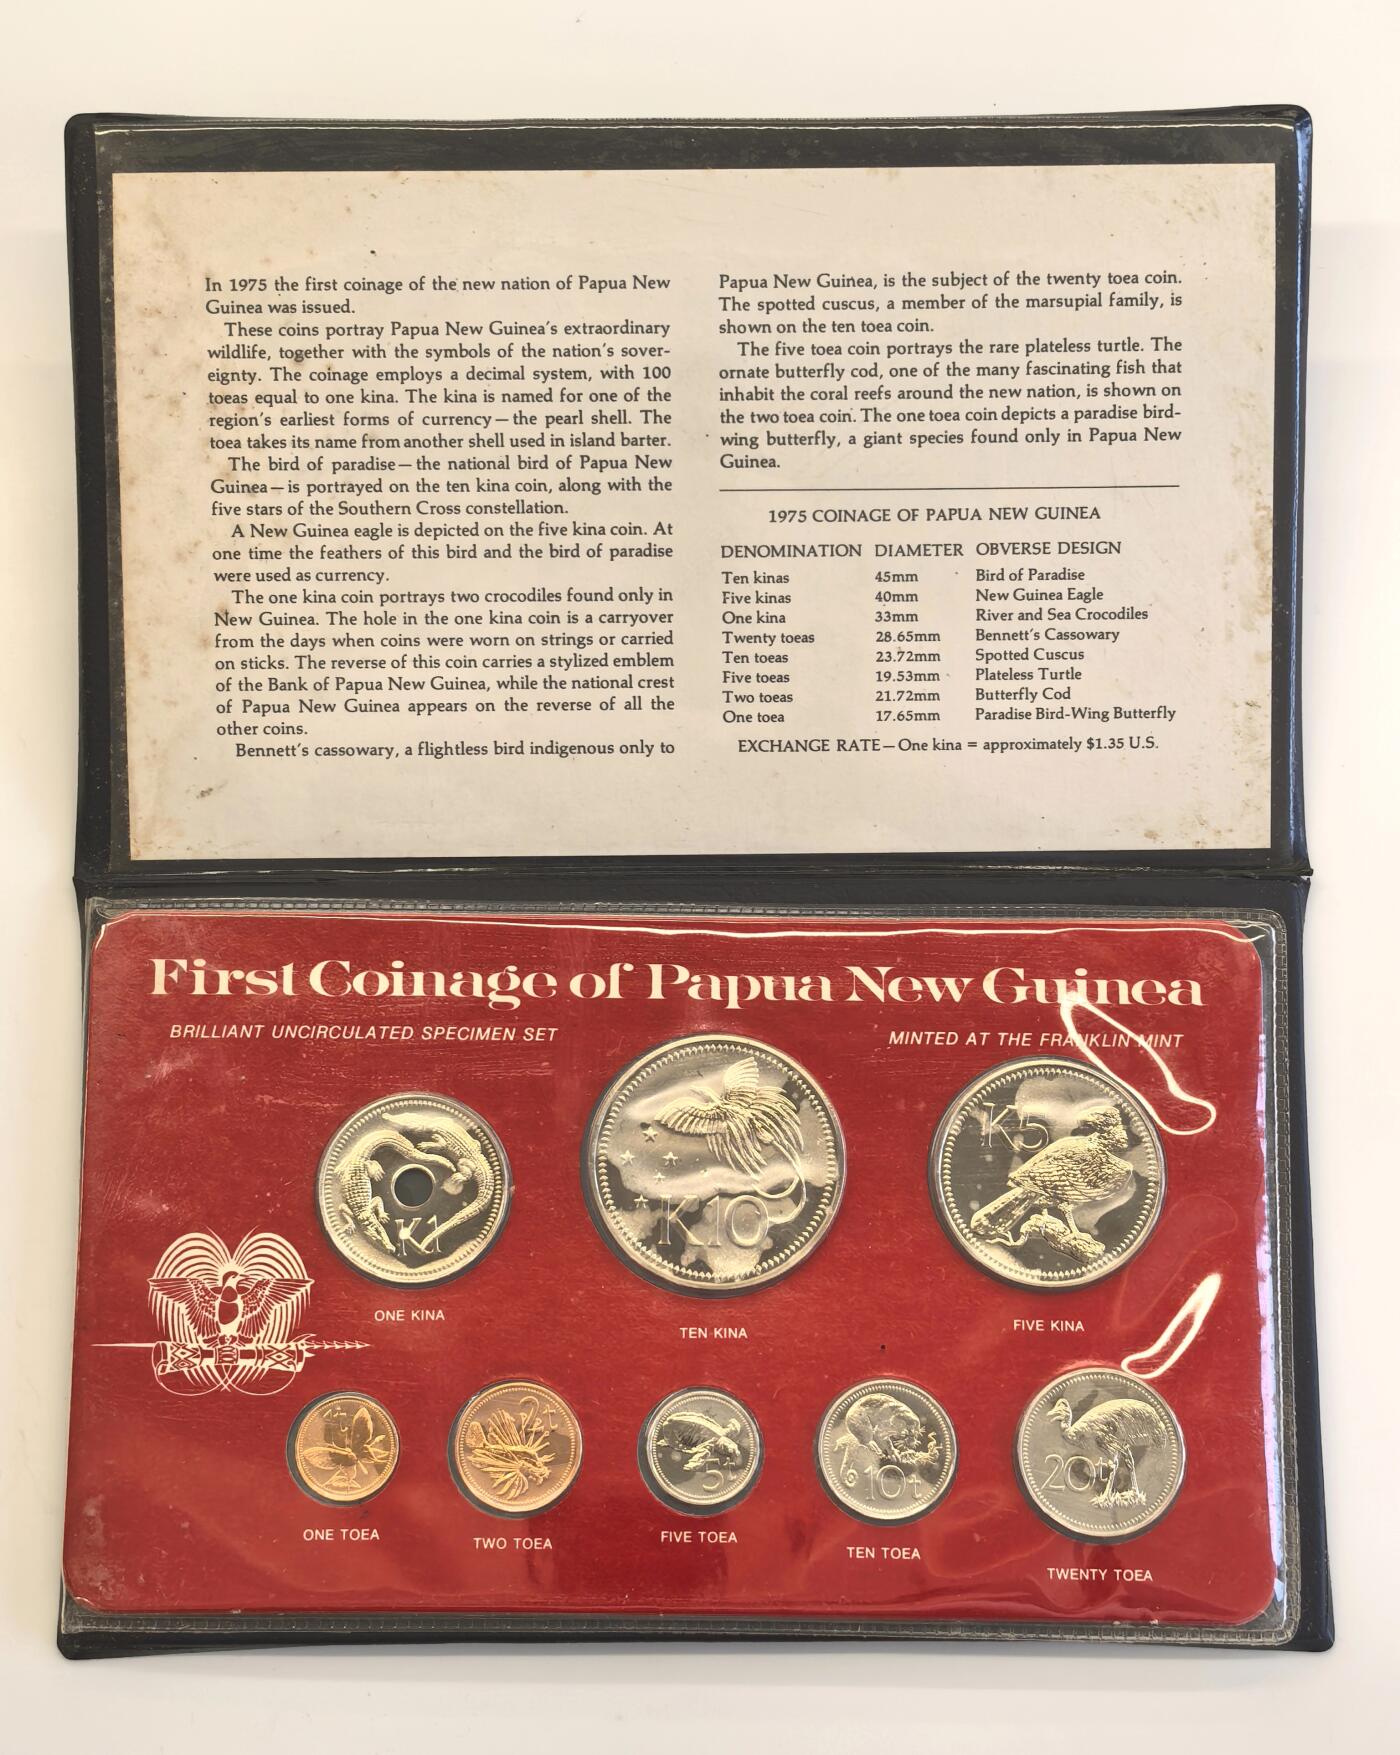 In 1975 the first coinage of the new nation of Papua New
Guinea was issued.
These coins portray Papua New Guinea's extraordinary
wildlife, together with the symbols of the nation's sover-
eignty. The coinage employs a decimal system, with 100
toeas equal to one kina. The kina is named for one of the
region's earliest forms of currency—the pearl shell. The
toea takes its name from another shell used in island barter.
The bird of paradise—the national bird of Papua New
Guinea—is portrayed on the ten kina coin, along with the
five stars of the Southern Cross constellation.
A New Guinea eagle is depicted on the five kina coin. At
one time the feathers of this bird and the bird of paradise
were used as currency.
The one kina coin portrays two crocodiles found only in
New Guinea. The hole in the one kina coin is a carryover
from the days when coins were worn on strings or carried
on sticks. The reverse of this coin carries a stylized emblem
of the Bank of Papua New Guinea, while the national crest
of Papua New Guinea appears on the reverse of all the
other coins.
Bennett's cassowary, a flightless bird indigenous only to
Papua New Guinea, is the subject of the twenty toea coin.
The spotted cuscus, a member of the marsupial family, is
shown on the ten toea coin.
The five toea coin portrays the rare plateless turtle. The
ornate butterfly cod, one of the many fascinating fish that
inhabit the coral reefs around the new nation, is shown on
the two toea coin. The one toea coin depicts a paradise bird-
wing butterfly, a giant species found only in Papua New
Guinea.
1975 COINAGE OF PAPUA NEW GUINEA
DENOMINATION DIAMETER OBVERSE DESIGN
Ten kinas 45mm Bird of Paradise
Five kinas 40mm New Guinea Eagle
One kina 33mm River and Sea Crocodiles
Twenty toeas 28.65mm Bennett's Cassowary
Ten toeas 23.72mm Spotted Cuscus
Five toeas 19.53mm Plateless Turtle
Two toeas 21.72mm Butterfly Cod
One toea 17.65mm Paradise Bird-Wing Butterfly
EXCHANGE RATE—One kina = approximately $1.35 U.S.
First Coinage of Papua New Guinea
BRILLIANT UNCIRCULATED SPECIMEN SET
MINTED AT THE FRANKLIN MINT
K1
K10
K5
ONE KINA
TEN KINA
FIVE KINA
1t
2t
5t
10t
20t
ONE TOEA
TWO TOEA
FIVE TOEA
TEN TOEA
TWENTY TOEA